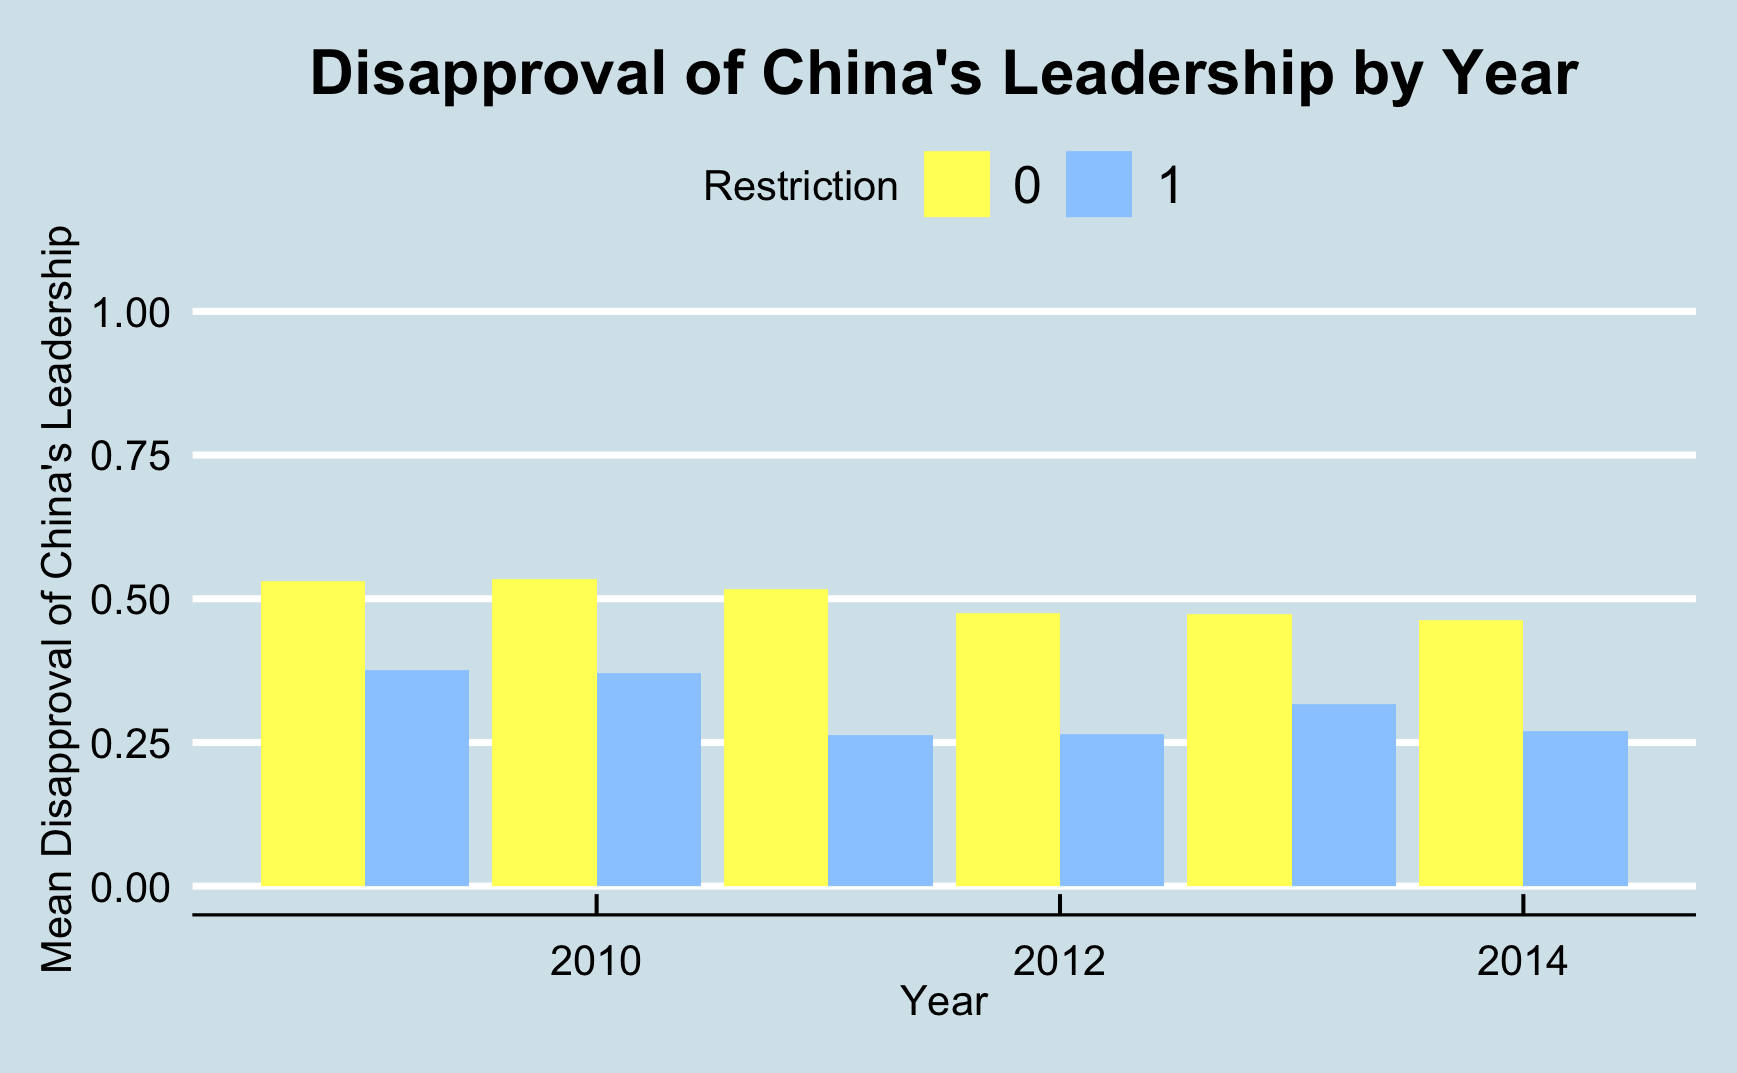 Disapproval of China's Leadership by Year
Restriction 0 1
Mean Disapproval of China's Leadership
1.00
0.75
0.50
0.25
0.00
2010 2012 2014
Year